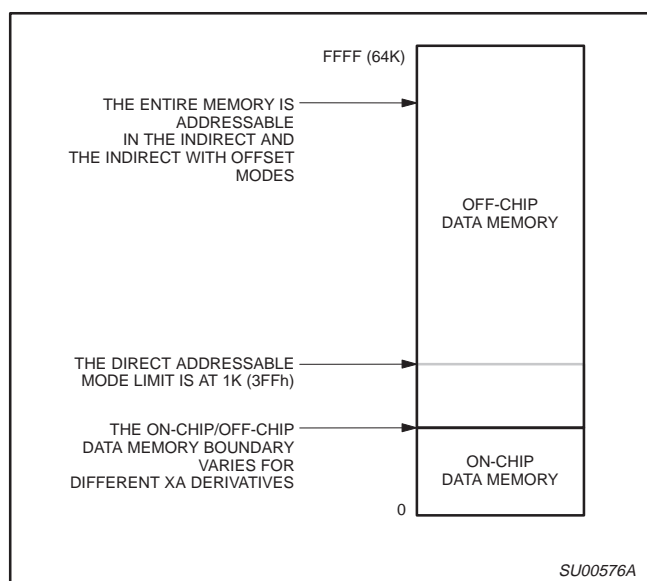 FFFF (64K)
THE ENTIRE MEMORY IS
ADDRESSABLE
IN THE INDIRECT AND
THE INDIRECT WITH OFFSET
MODES
OFF-CHIP
DATA MEMORY
THE DIRECT ADDRESSABLE
MODE LIMIT IS AT 1K (3FFh)
THE ON-CHIP/OFF-CHIP
DATA MEMORY BOUNDARY
VARIES FOR
DIFFERENT XA DERIVATIVES
ON-CHIP
DATA MEMORY
0
SU00576A